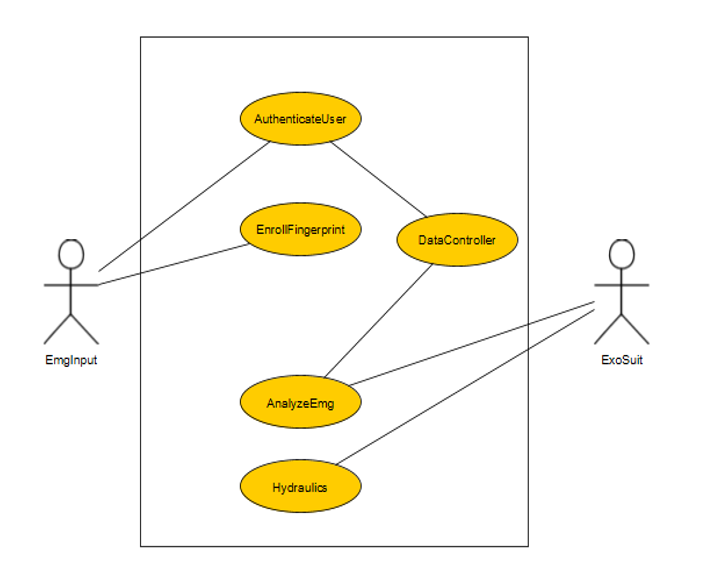 AuthenticateUser
EnrollFingerprint
DataController
EmgInput
ExoSuit
AnalyzeEmg
Hydraulics